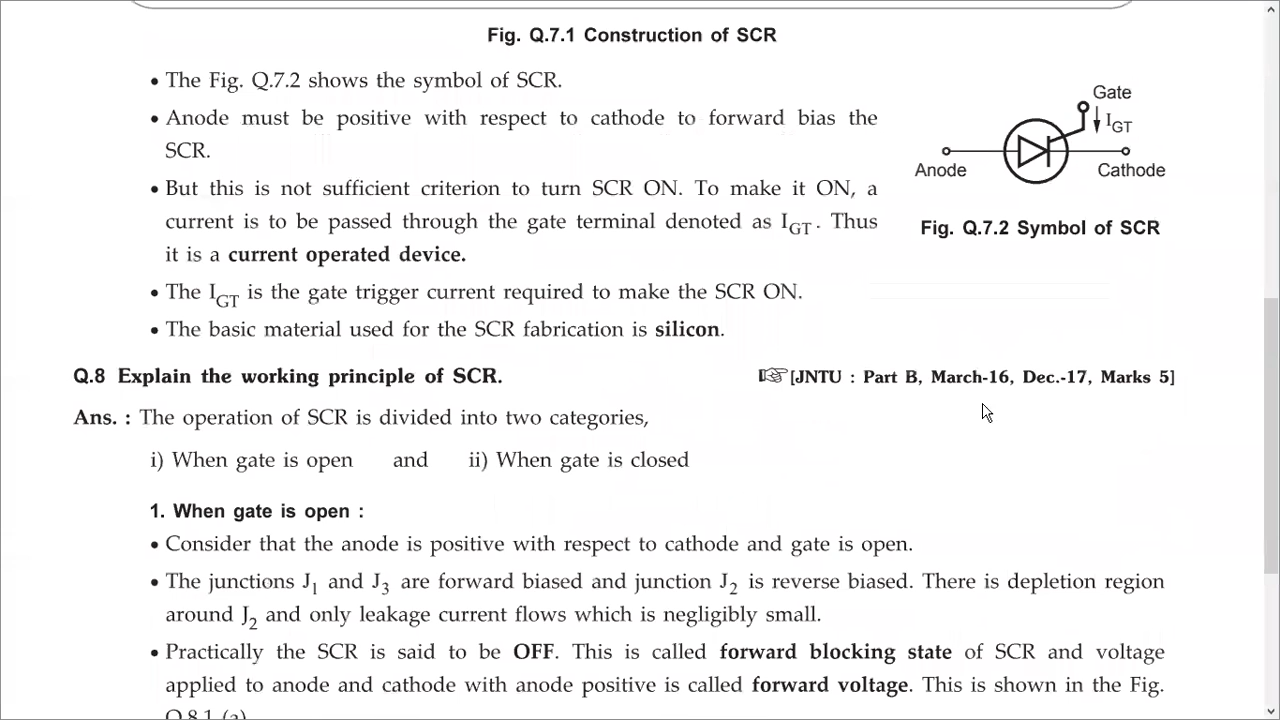 Fig. Q.7.1 Construction of SCR
• The Fig. Q.7.2 shows the symbol of SCR.
• Anode must be positive with respect to cathode to forward bias the
SCR.
• But this is not sufficient criterion to turn SCR ON. To make it ON, a
current is to be passed through the gate terminal denoted as I_GT. Thus
it is a current operated device.
Gate
I_GT
Anode
Cathode
Fig. Q.7.2 Symbol of SCR
• The I_GT is the gate trigger current required to make the SCR ON.
• The basic material used for the SCR fabrication is silicon.
Q.8 Explain the working principle of SCR. ☞[JNTU : Part B, March-16, Dec.-17, Marks 5]
Ans. : The operation of SCR is divided into two categories,
i) When gate is open and ii) When gate is closed
1. When gate is open :
• Consider that the anode is positive with respect to cathode and gate is open.
• The junctions J_1 and J_3 are forward biased and junction J_2 is reverse biased. There is depletion region
around J_2 and only leakage current flows which is negligibly small.
• Practically the SCR is said to be OFF. This is called forward blocking state of SCR and voltage
applied to anode and cathode with anode positive is called forward voltage. This is shown in the Fig.
Q.8.1 (a)